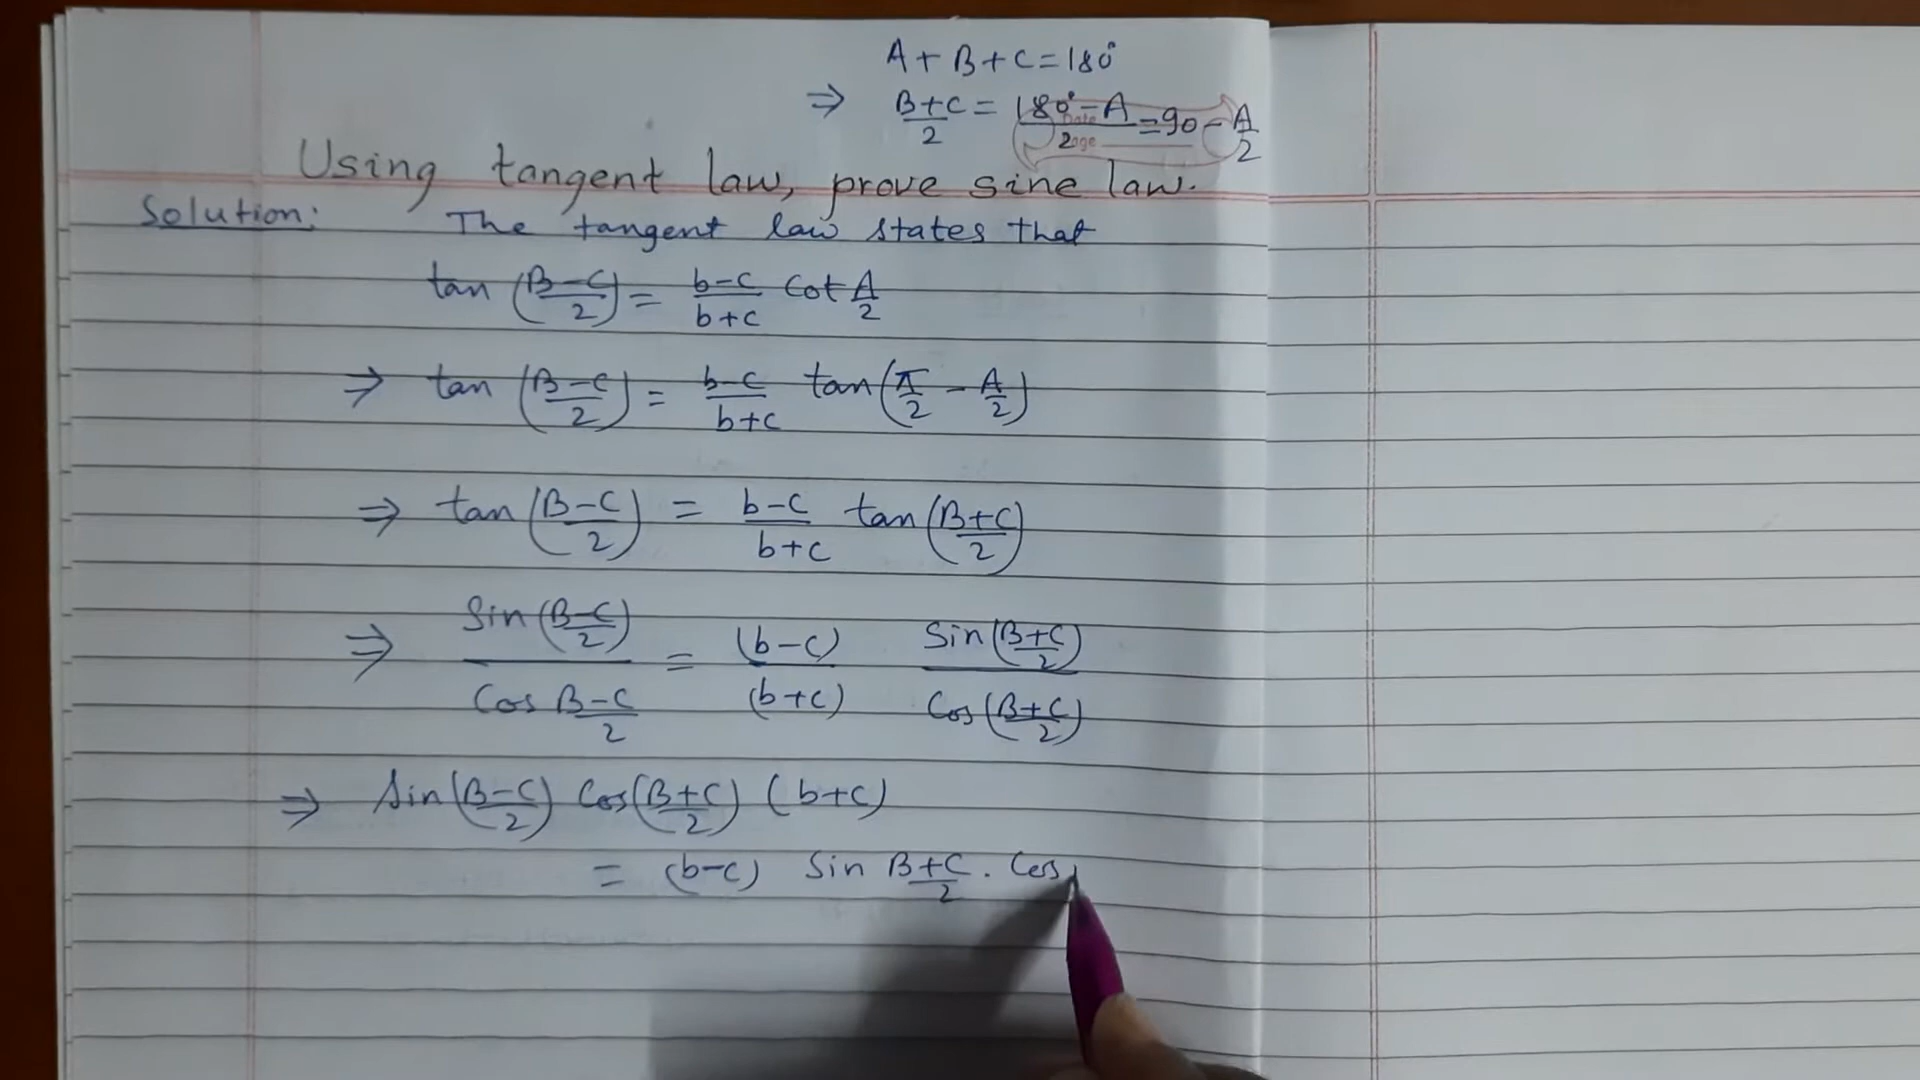 A + B + C = 180°
⇒ (B+C)/2 = (180° - A)/2 = 90 - A/2
Using tangent law, prove sine law.
Solution: The tangent law states that
tan ((B-C)/2) = (b-c)/(b+c) Cot A/2
⇒ tan ((B-C)/2) = (b-c)/(b+c) tan (π/2 - A/2)
⇒ tan ((B-C)/2) = (b-c)/(b+c) tan ((B+C)/2)
⇒ Sin ((B-C)/2) / Cos (B-C)/2 = (b-c)/(b+c) Sin ((B+C)/2) / Cos ((B+C)/2)
⇒ Sin ((B-C)/2) Cos ((B+C)/2) (b+c)
= (b-c) Sin (B+C)/2 . Cos